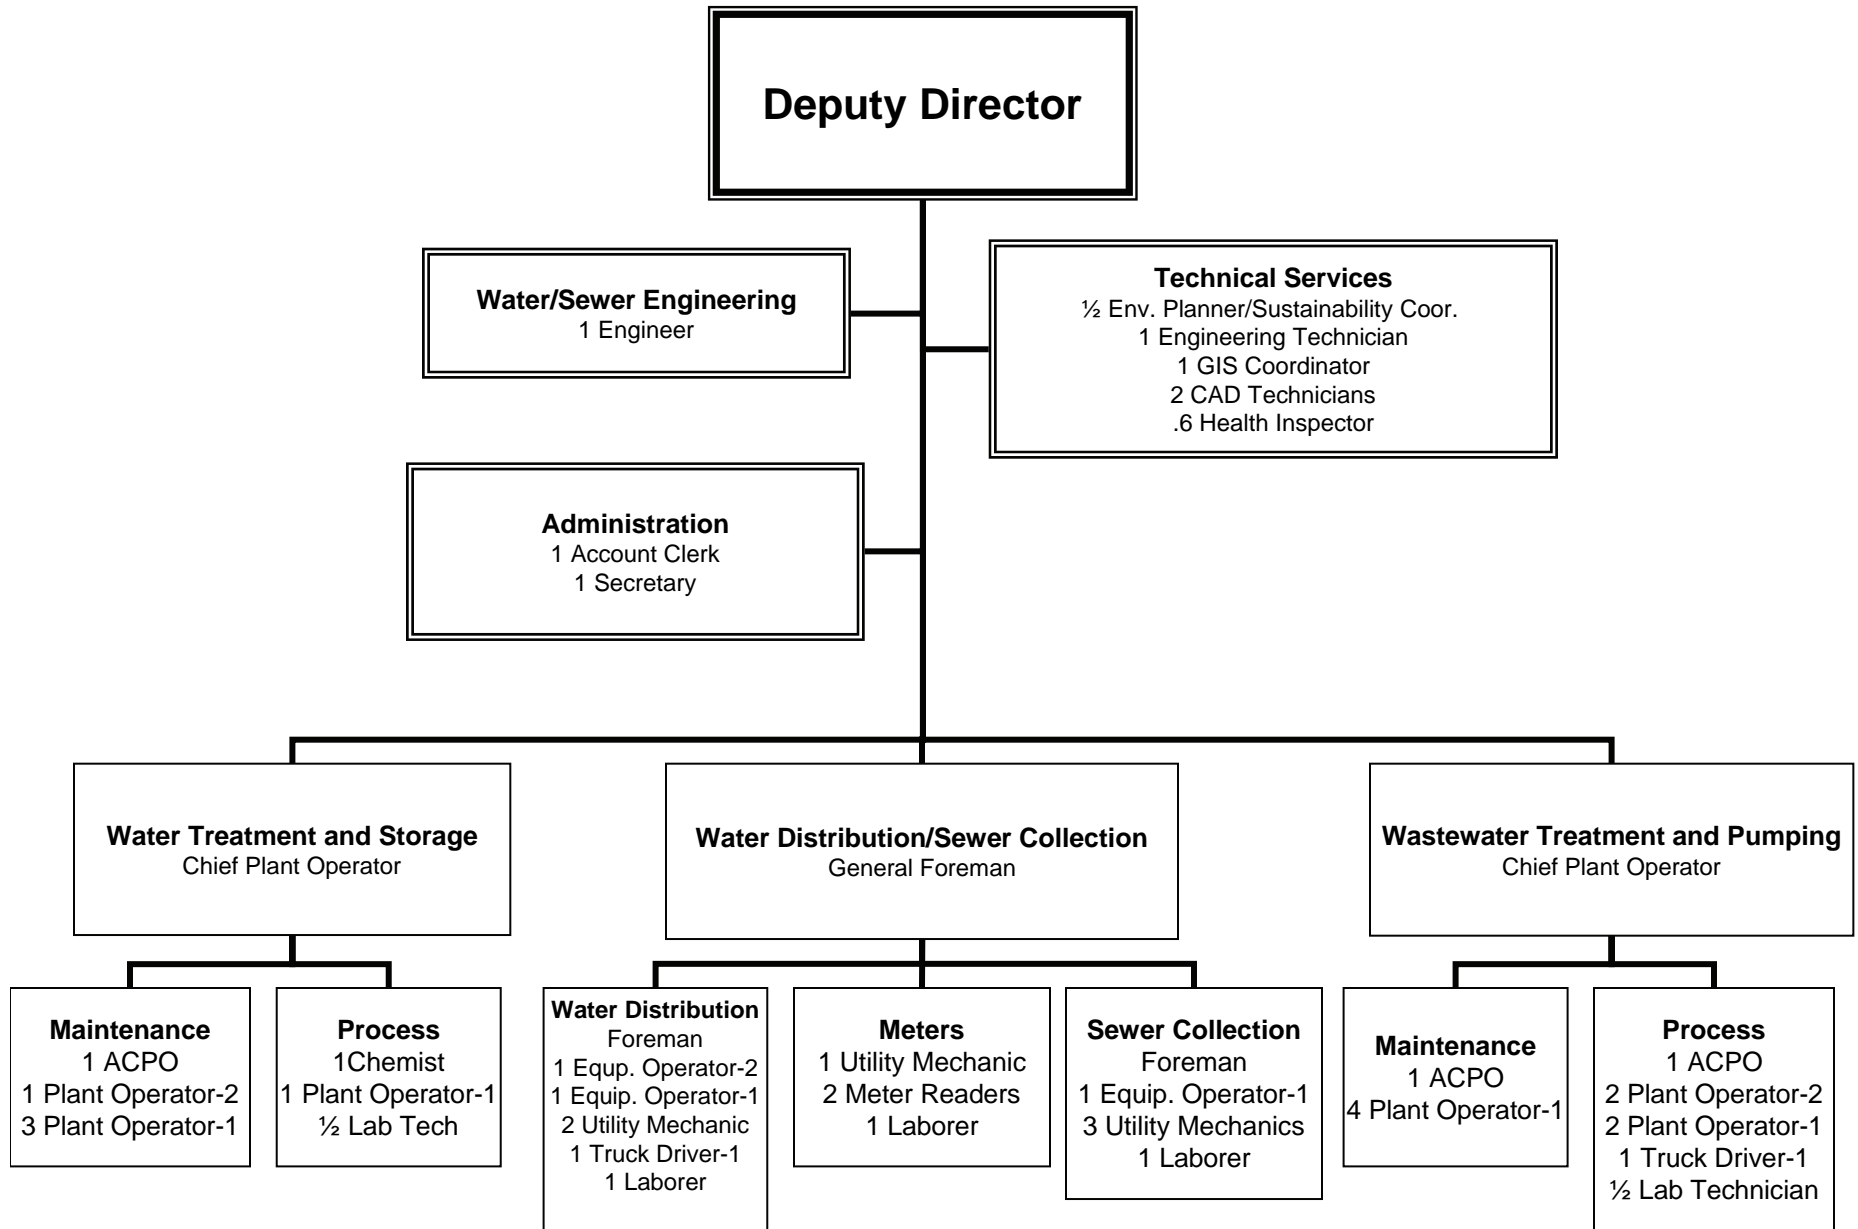 Deputy Director
Water/Sewer Engineering
1 Engineer
Technical Services
½ Env. Planner/Sustainability Coor.
1 Engineering Technician
1 GIS Coordinator
2 CAD Technicians
.6 Health Inspector
Administration
1 Account Clerk
1 Secretary
Water Treatment and Storage
Chief Plant Operator
Water Distribution/Sewer Collection
General Foreman
Wastewater Treatment and Pumping
Chief Plant Operator
Maintenance
1 ACPO
1 Plant Operator-2
3 Plant Operator-1
Process
1Chemist
1 Plant Operator-1
½ Lab Tech
Water Distribution
Foreman
1 Equp. Operator-2
1 Equip. Operator-1
2 Utility Mechanic
1 Truck Driver-1
1 Laborer
Meters
1 Utility Mechanic
2 Meter Readers
1 Laborer
Sewer Collection
Foreman
1 Equip. Operator-1
3 Utility Mechanics
1 Laborer
Maintenance
1 ACPO
4 Plant Operator-1
Process
1 ACPO
2 Plant Operator-2
2 Plant Operator-1
1 Truck Driver-1
½ Lab Technician